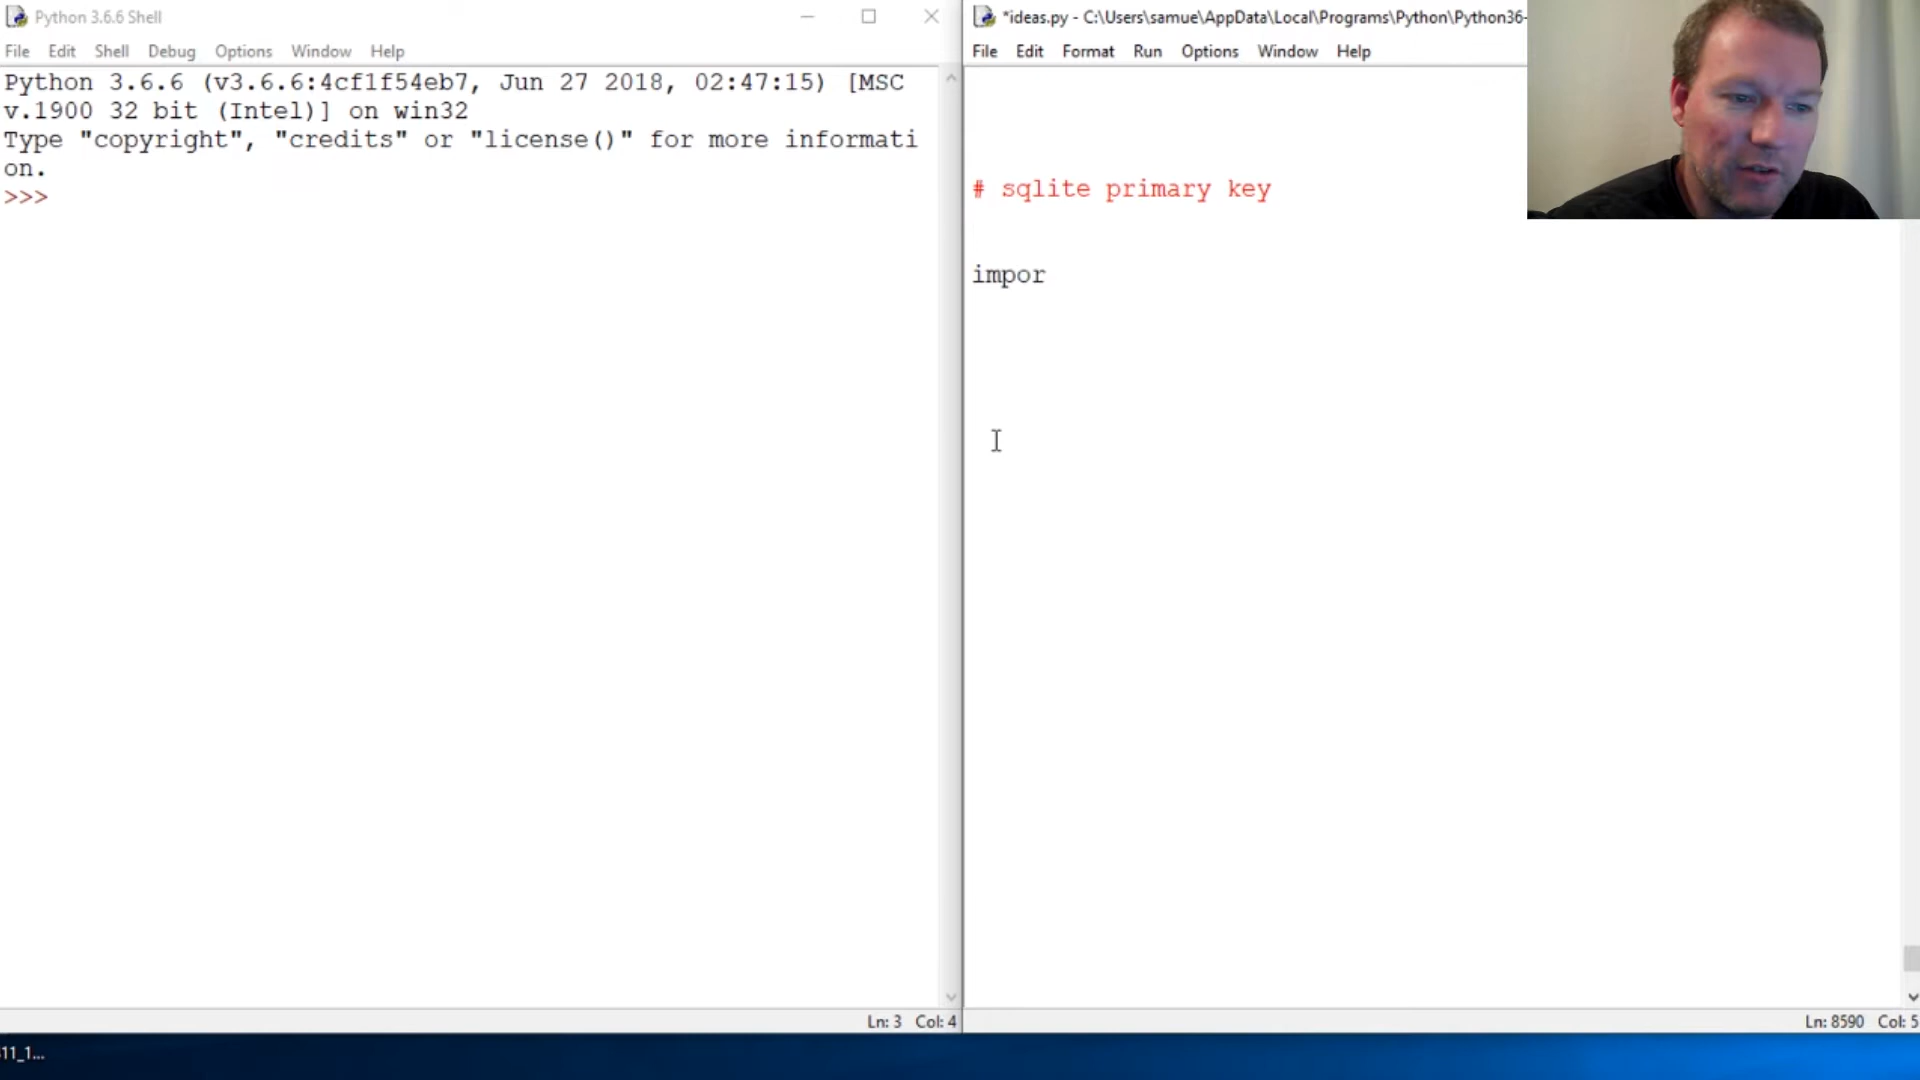 Python 3.6.6 Shell
File Edit Shell Debug Options Window Help
Python 3.6.6 (v3.6.6:4cf1f54eb7, Jun 27 2018, 02:47:15) [MSC
v.1900 32 bit (Intel)] on win32
Type "copyright", "credits" or "license()" for more informati
on.
>>>
Ln: 3 Col: 4
*ideas.py - C:\Users\samue\AppData\Local\Programs\Python\Python36-
File Edit Format Run Options Window Help
# sqlite primary key
impor
Ln: 8590 Col: 5
11_1...